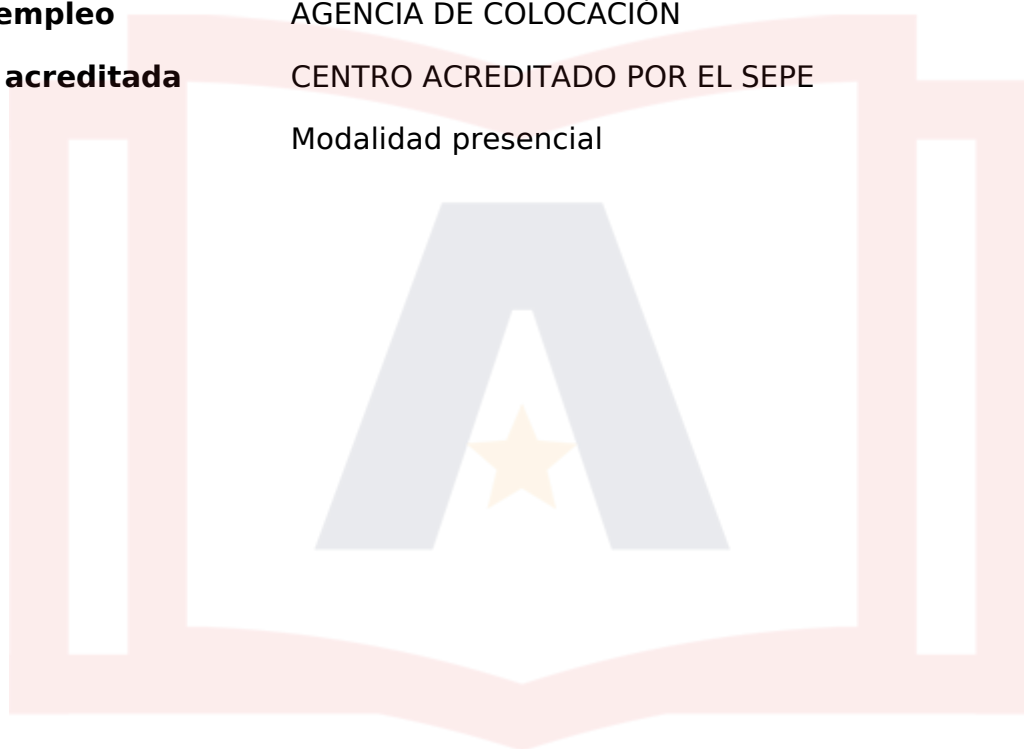 empleo AGENCIA DE COLOCACIÓN
acreditada CENTRO ACREDITADO POR EL SEPE
Modalidad presencial